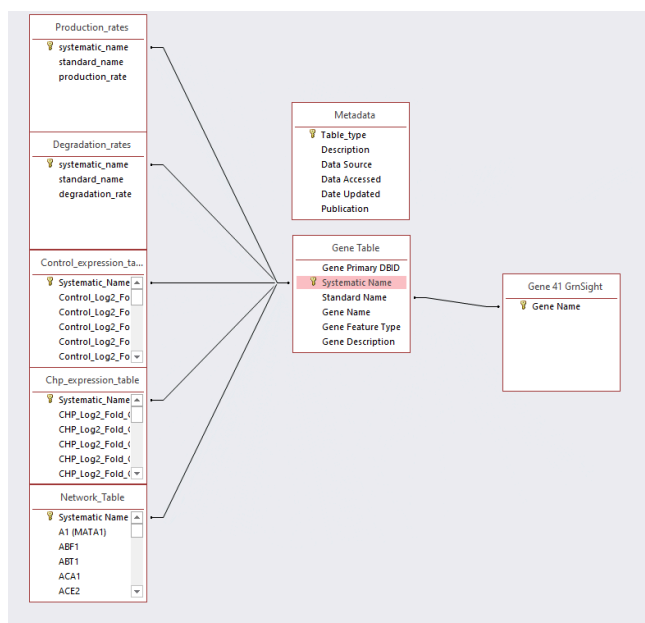 Production_rates
systematic_name
standard_name
production_rate
Degradation_rates
systematic_name
standard_name
degradation_rate
Control_expression_ta...
Systematic_Name
Control_Log2_Fo
Control_Log2_Fo
Control_Log2_Fo
Control_Log2_Fo
Control_Log2_Fo
Chp_expression_table
Systematic_Name
CHP_Log2_Fold_(
CHP_Log2_Fold_(
CHP_Log2_Fold_(
CHP_Log2_Fold_(
CHP_Log2_Fold_C
Network_Table
Systematic Name
A1 (MATA1)
ABF1
ABT1
ACA1
ACE2
Metadata
Table_type
Description
Data Source
Data Accessed
Date Updated
Publication
Gene Table
Gene Primary DBID
Systematic Name
Standard Name
Gene Name
Gene Feature Type
Gene Description
Gene 41 GrnSight
Gene Name